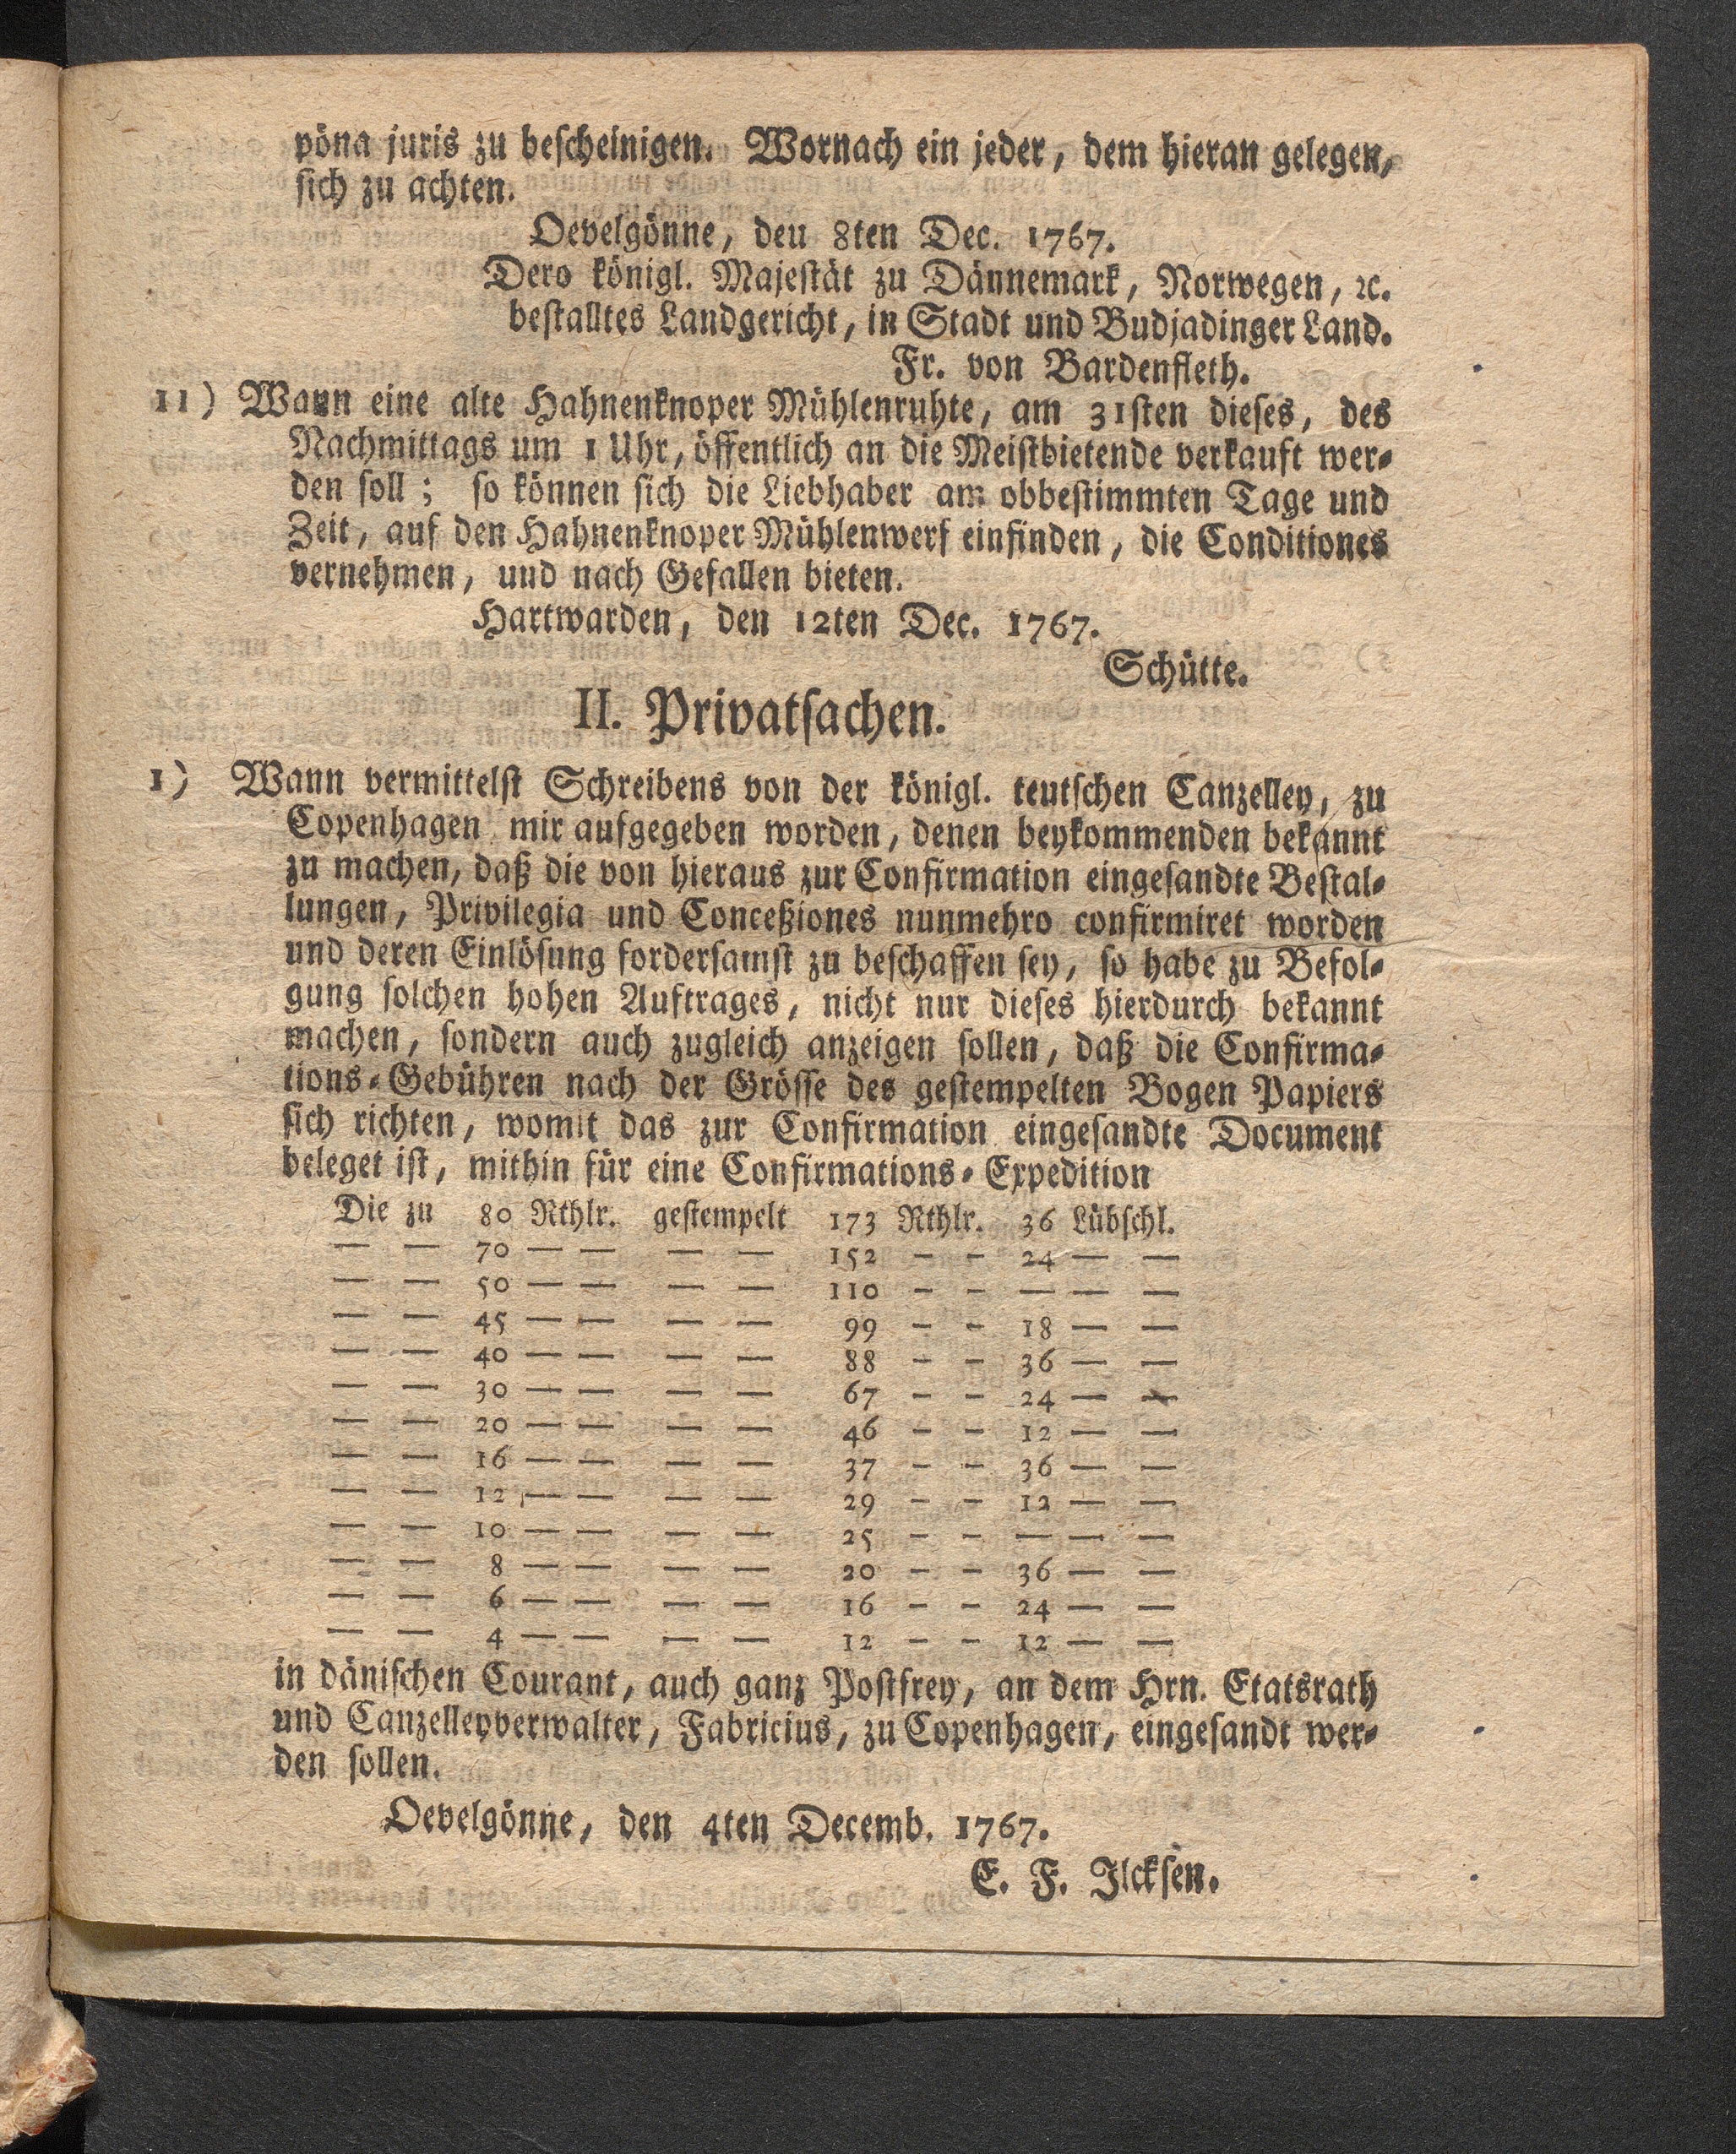 pöna juris zu bescheinigen. Wornach ein jeder, dem hieran gelegen,
sich zu achten.
Oevelgönne, deu 8ten Dec. 1767.
Dero königl. Majestät zu Dännemark, Norwegen, ꝛc.
bestalltes Landgericht, in Stadt und Budjadinger Land.
Fr. von Bardenfleth.
11) Wann eine alte Hahnenknoper Mühlenruhte, am 31sten dieses, des
Nachmittags um 1 Uhr, öffentlich an die Meistbietende verkauft wer-
den soll; so können sich die Liebhaber am obbestimmten Tage und
Zeit, auf den Hahnenknoper Mühlenwerf einfinden, die Conditiones
vernehmen, und nach Gefallen bieten.
Hartwarden, den 12ten Dec. 1767.
Schütte.
II. Privatsachen.
1) Wann vermittelst Schreibens von der königl. teutschen Canzelley, zu
Copenhagen mir aufgegeben worden, denen beykommenden bekannt
zu machen, daß die von hieraus zur Confirmation eingesandte Bestal-
lungen, Privilegia und Conceßiones nunmehro confirmiret worden
und deren Einlösung fordersamst zu beschaffen sey, so habe zu Befol-
gung solchen hohen Auftrages, nicht nur dieses hierdurch bekannt
machen, sondern auch zugleich anzeigen sollen, daß die Confirma-
tions-Gebühren nach der Grösse des gestempelten Bogen Papiers
sich richten, womit das zur Confirmation eingesandte Document
beleget ist, mithin für eine Confirmations-Expedition
Die zu 80 Rthlr. gestempelt 173 Rthlr. 36 Lübschl.
— — 70 — — — — 152 - - 24 — —
— — 50 — — — — 110 - - — — —
— — 45 — — — — 99 - - 18 — —
— — 40 — — — — 88 - - 36 — —
— — 30 — — — — 67 - - 24 — —
— — 20 — — — — 46 - - 12 — —
— — 16 — — — — 37 - - 36 — —
— — 12 — — — — 29 - - 12 — —
— — 10 — — — — 25 - - — — —
— — 8 — — — — 20 - - 36 — —
— — 6 — — — — 16 - - 24 — —
— — 4 — — — — 12 - - 12 — —
in dänischen Courant, auch ganz Postfrey, an dem Hrn. Etatsrath
und Canzelleyverwalter, Fabricius, zu Copenhagen, eingesandt wer-
den sollen.
Oevelgönne, den 4ten Decemb. 1767.
E. F. Ilcksen.